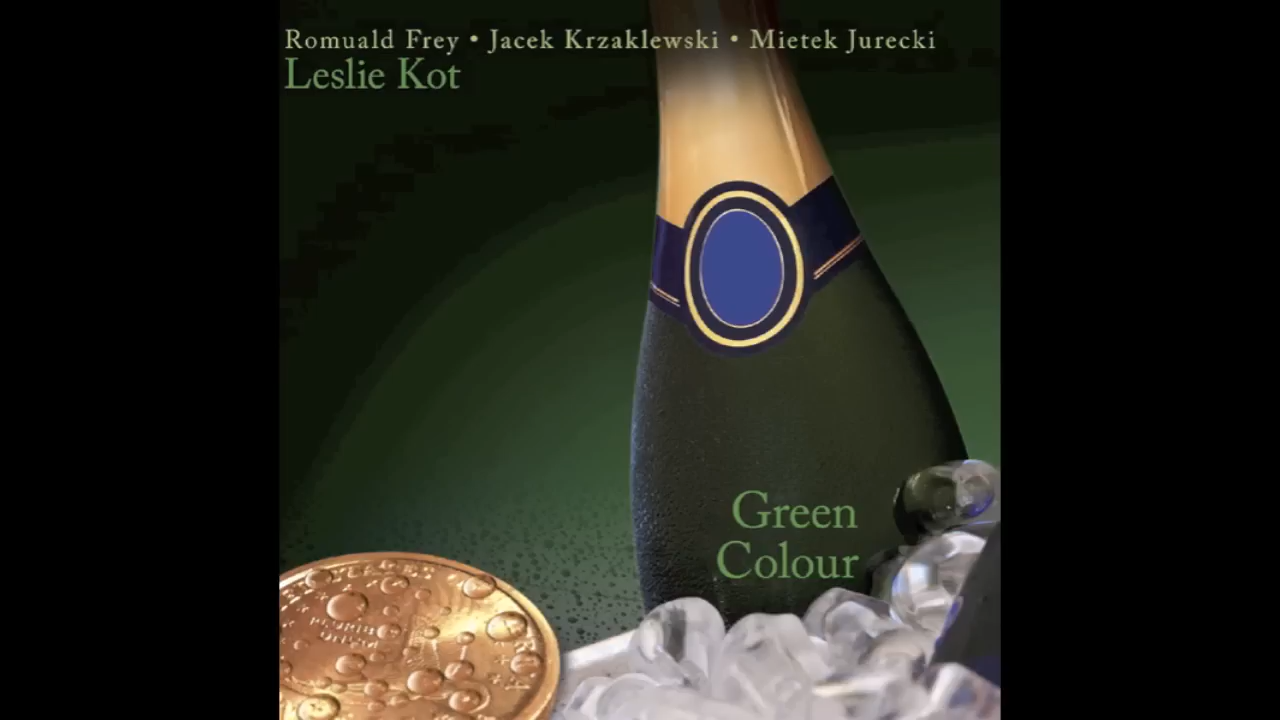 Romuald Frey • Jacek Krzaklewski • Mietek Jurecki
Leslie Kot
Green
Colour